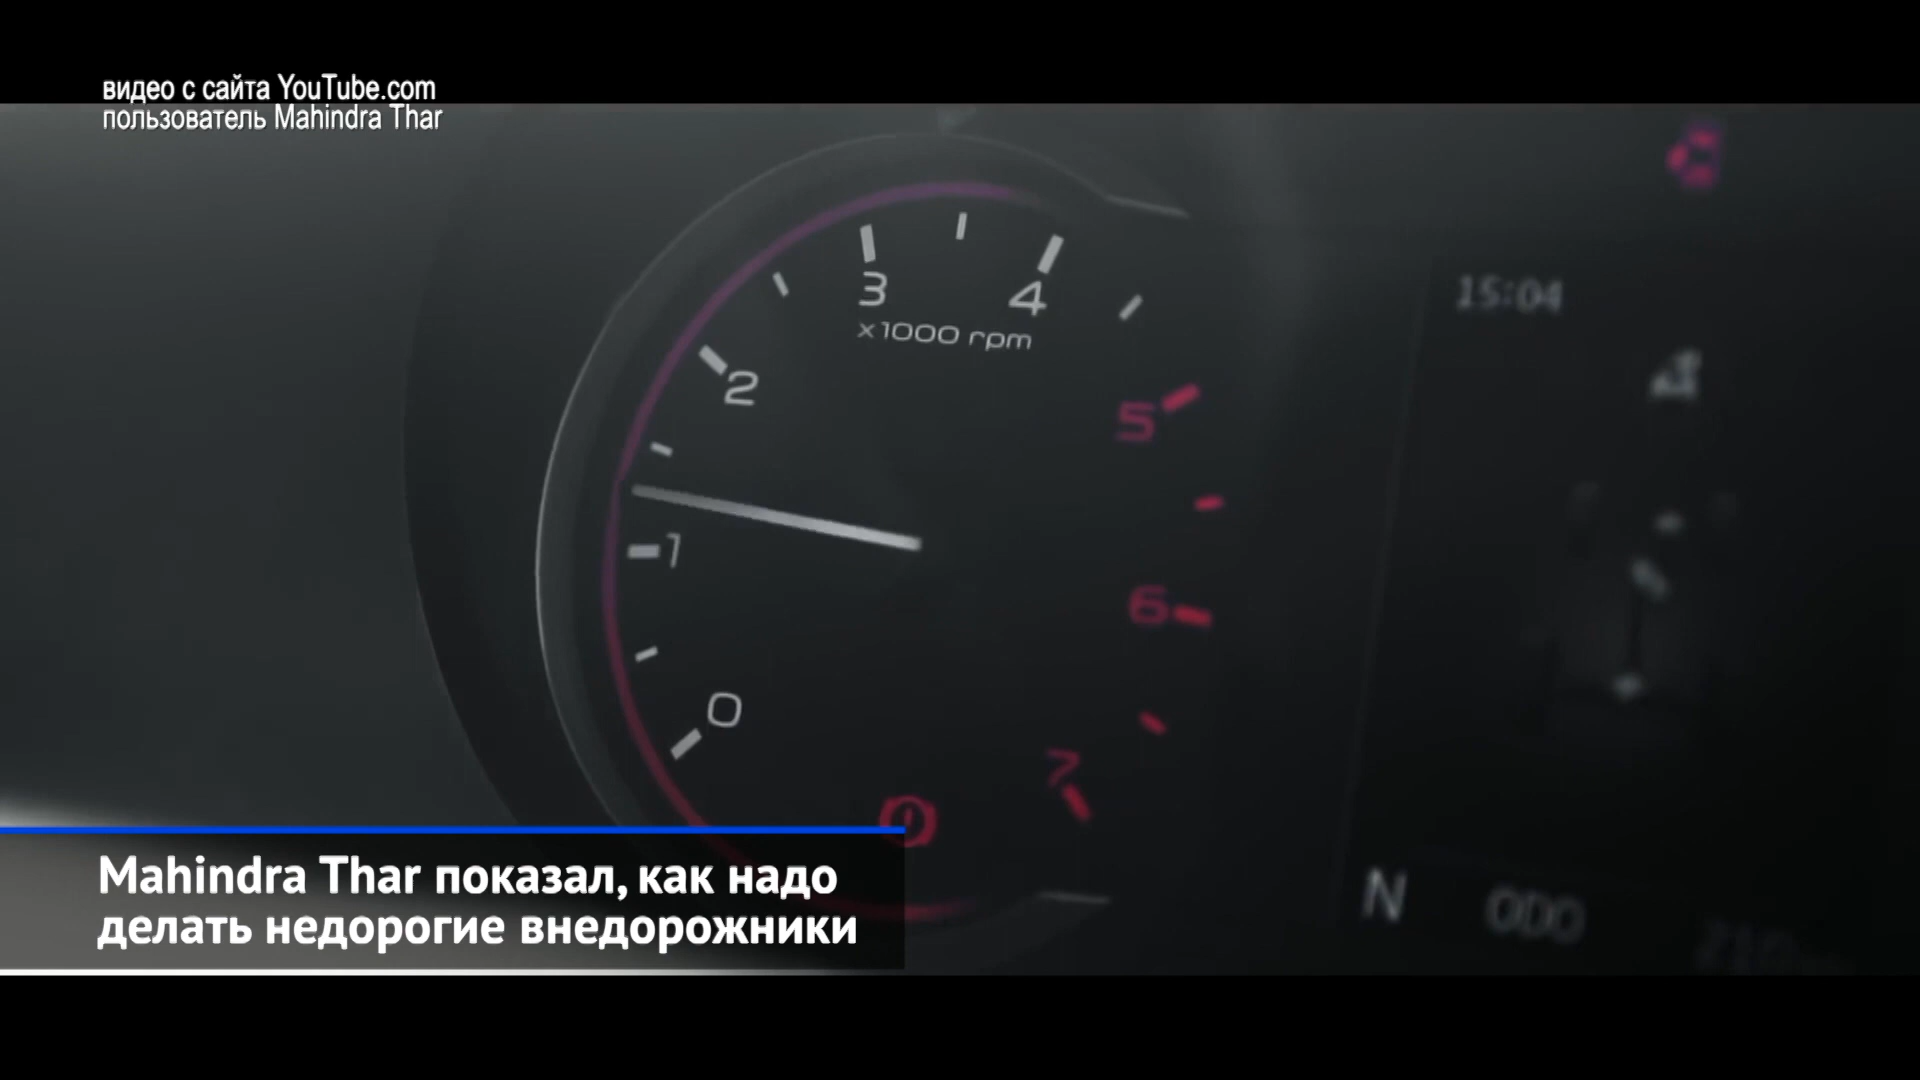 видео с сайта YouTube.com
пользователь Mahindra Thar
3
4
x1000 rpm
15:04
2
5
1
6
0
7
N
ODO
Mahindra Thar показал, как надо
делать недорогие внедорожники